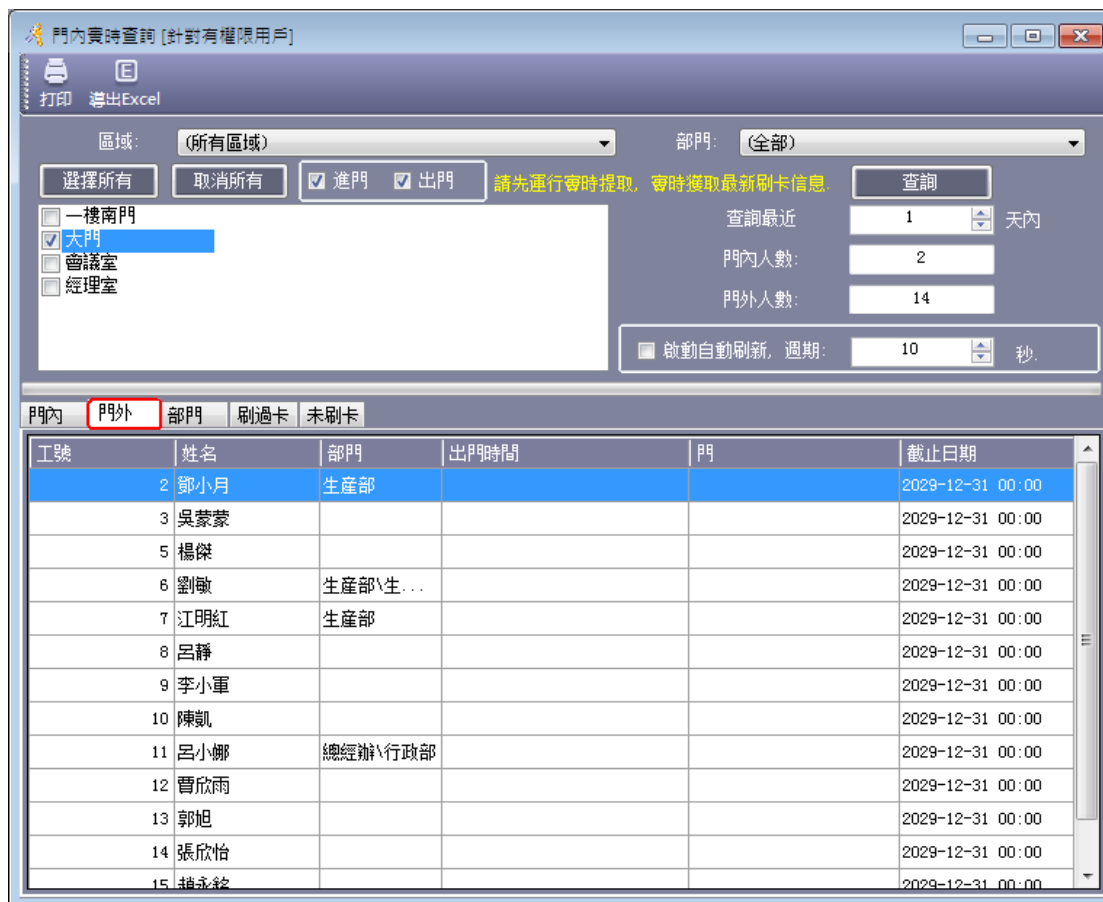 門內實時查詢 [針對有權限用戶]
打印 導出Excel
區域: (所有區域) 部門: (全部)
選擇所有 取消所有 進門 出門 請先運行實時提取, 實時獲取最新刷卡信息. 查詢
一樓南門
大門
會議室
經理室
查詢最近 1 天內
門內人數: 2
門外人數: 14
啟動自動刷新, 週期: 10 秒.
門內 門外 部門 刷過卡 未刷卡
工號 姓名 部門 出門時間 門 截止日期
2 鄧小月 生産部 2029-12-31 00:00
3 吳蒙蒙 2029-12-31 00:00
5 楊傑 2029-12-31 00:00
6 劉敏 生産部\生... 2029-12-31 00:00
7 江明紅 生産部 2029-12-31 00:00
8 呂靜 2029-12-31 00:00
9 李小軍 2029-12-31 00:00
10 陳凱 2029-12-31 00:00
11 呂小娜 總經辦\行政部 2029-12-31 00:00
12 費欣雨 2029-12-31 00:00
13 郭旭 2029-12-31 00:00
14 張欣怡 2029-12-31 00:00
15 趙永銘 2029-12-31 00:00